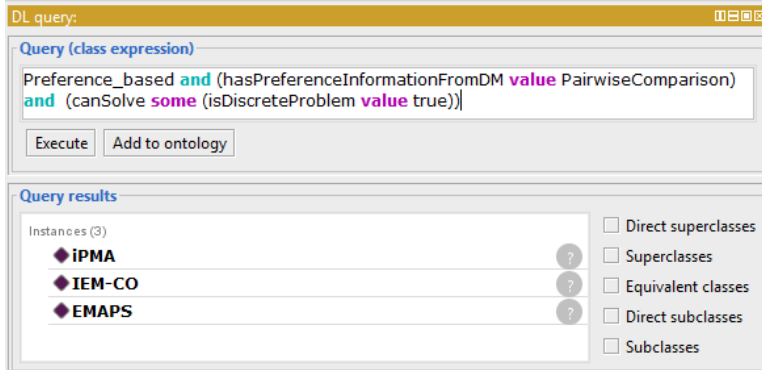 DL query:
Query (class expression)
Preference_based and (hasPreferenceInformationFromDM value PairwiseComparison)
and (canSolve some (isDiscreteProblem value true))
Execute Add to ontology
Query results
Instances (3)
iPMA ?
IEM-CO ?
EMAPS ?
Direct superclasses
Superclasses
Equivalent classes
Direct subclasses
Subclasses